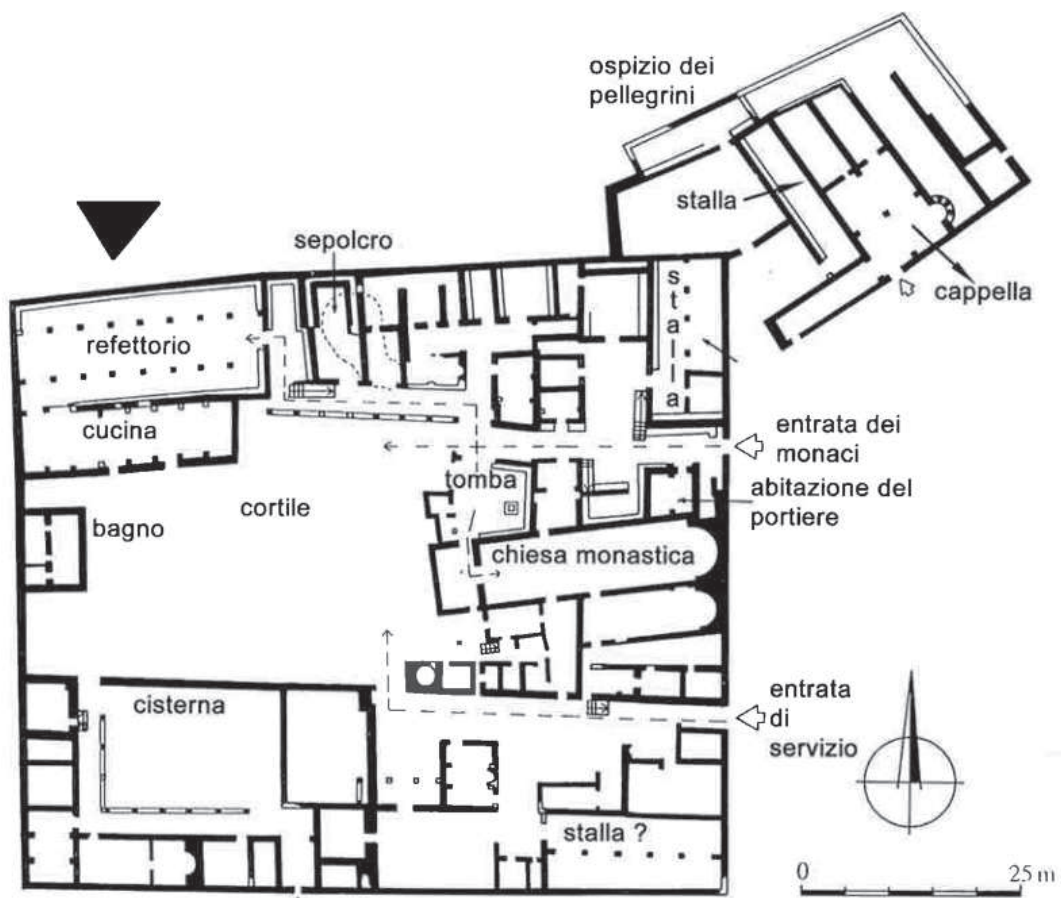 ospizio dei
pellegrini
stalla
sepolcro
cappella
stalla
refettorio
cucina
entrata dei
monaci
tomba
abitazione del
portiere
cortile
bagno
chiesa monastica
cisterna
entrata
di
servizio
stalla ?
0
25 m